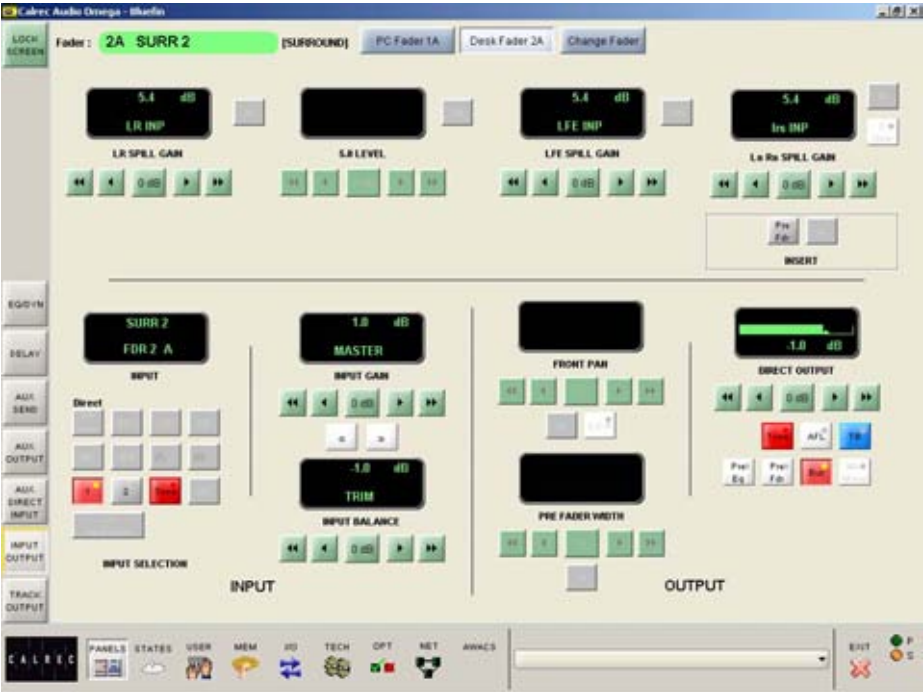 Calrec Audio Omega - Bluefin
LOCK SCREEN
Fader : 2A SURR 2 [SURROUND] PC Fader 1A Desk Fader 2A Change Fader
5.4 dB
LR INP
LR SPILL GAIN
0 dB
5.0 LEVEL
5.4 dB
LFE INP
LFE SPILL GAIN
0 dB
5.4 dB
lrs INP
Ls Rs SPILL GAIN
0 dB
Pre Fdr
INSERT
EQ/DYN
DELAY
AUX SEND
AUX OUTPUT
AUX DIRECT INPUT
INPUT OUTPUT
TRACK OUTPUT
SURR 2
FDR 2 A
INPUT
Direct
1 2
INPUT SELECTION
1.0 dB
MASTER
INPUT GAIN
0 dB
« »
-1.0 dB
TRIM
INPUT BALANCE
0 dB
INPUT
FRONT PAN
PRE FADER WIDTH
-1.0 dB
DIRECT OUTPUT
0 dB
AFL TB
Pre/ Eq Pre/ Fdr
OUTPUT
CALREC
PANELS STATES USER MEM I/O TECH OPT NET AWACS
EXIT
P
S